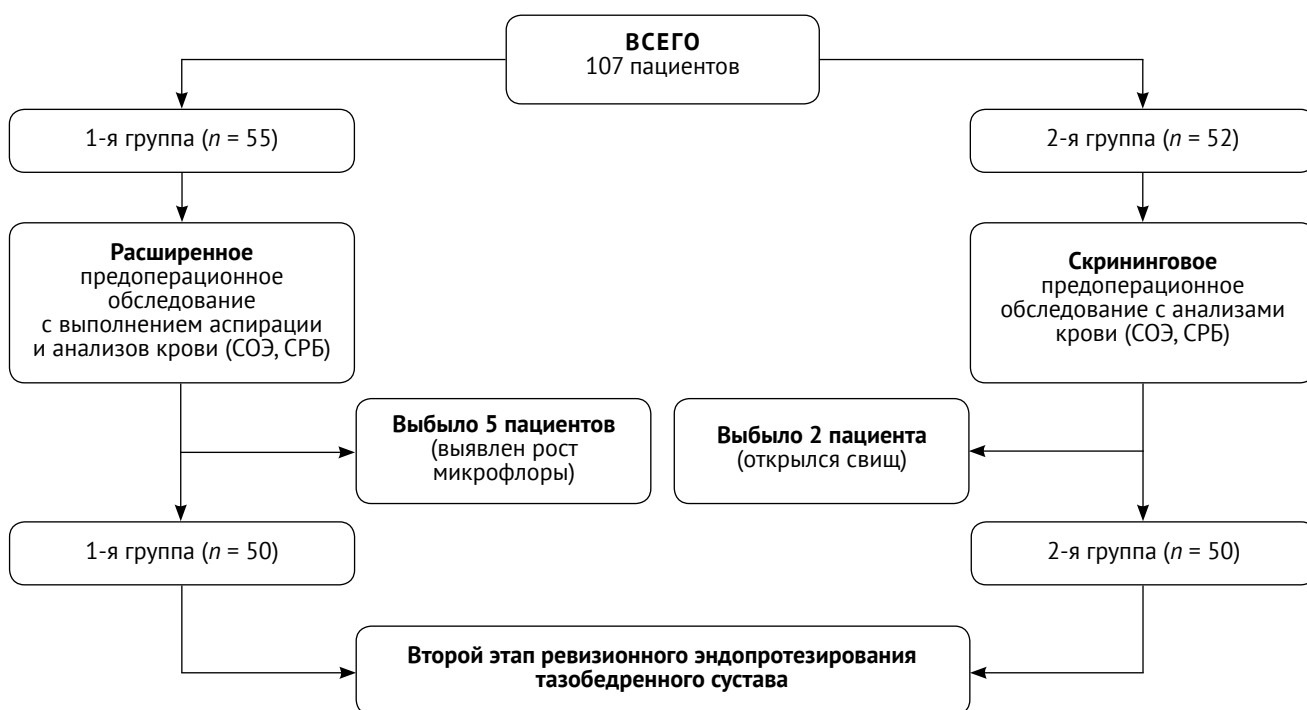 ВСЕГО
107 пациентов
1-я группа (n = 55)
2-я группа (n = 52)
Расширенное
предоперационное
обследование
с выполнением аспирации
и анализов крови (СОЭ, СРБ)
Скрининговое
предоперационное
обследование с анализами
крови (СОЭ, СРБ)
Выбыло 5 пациентов
(выявлен рост
микрофлоры)
Выбыло 2 пациента
(открылся свищ)
1-я группа (n = 50)
2-я группа (n = 50)
Второй этап ревизионного эндопротезирования
тазобедренного сустава